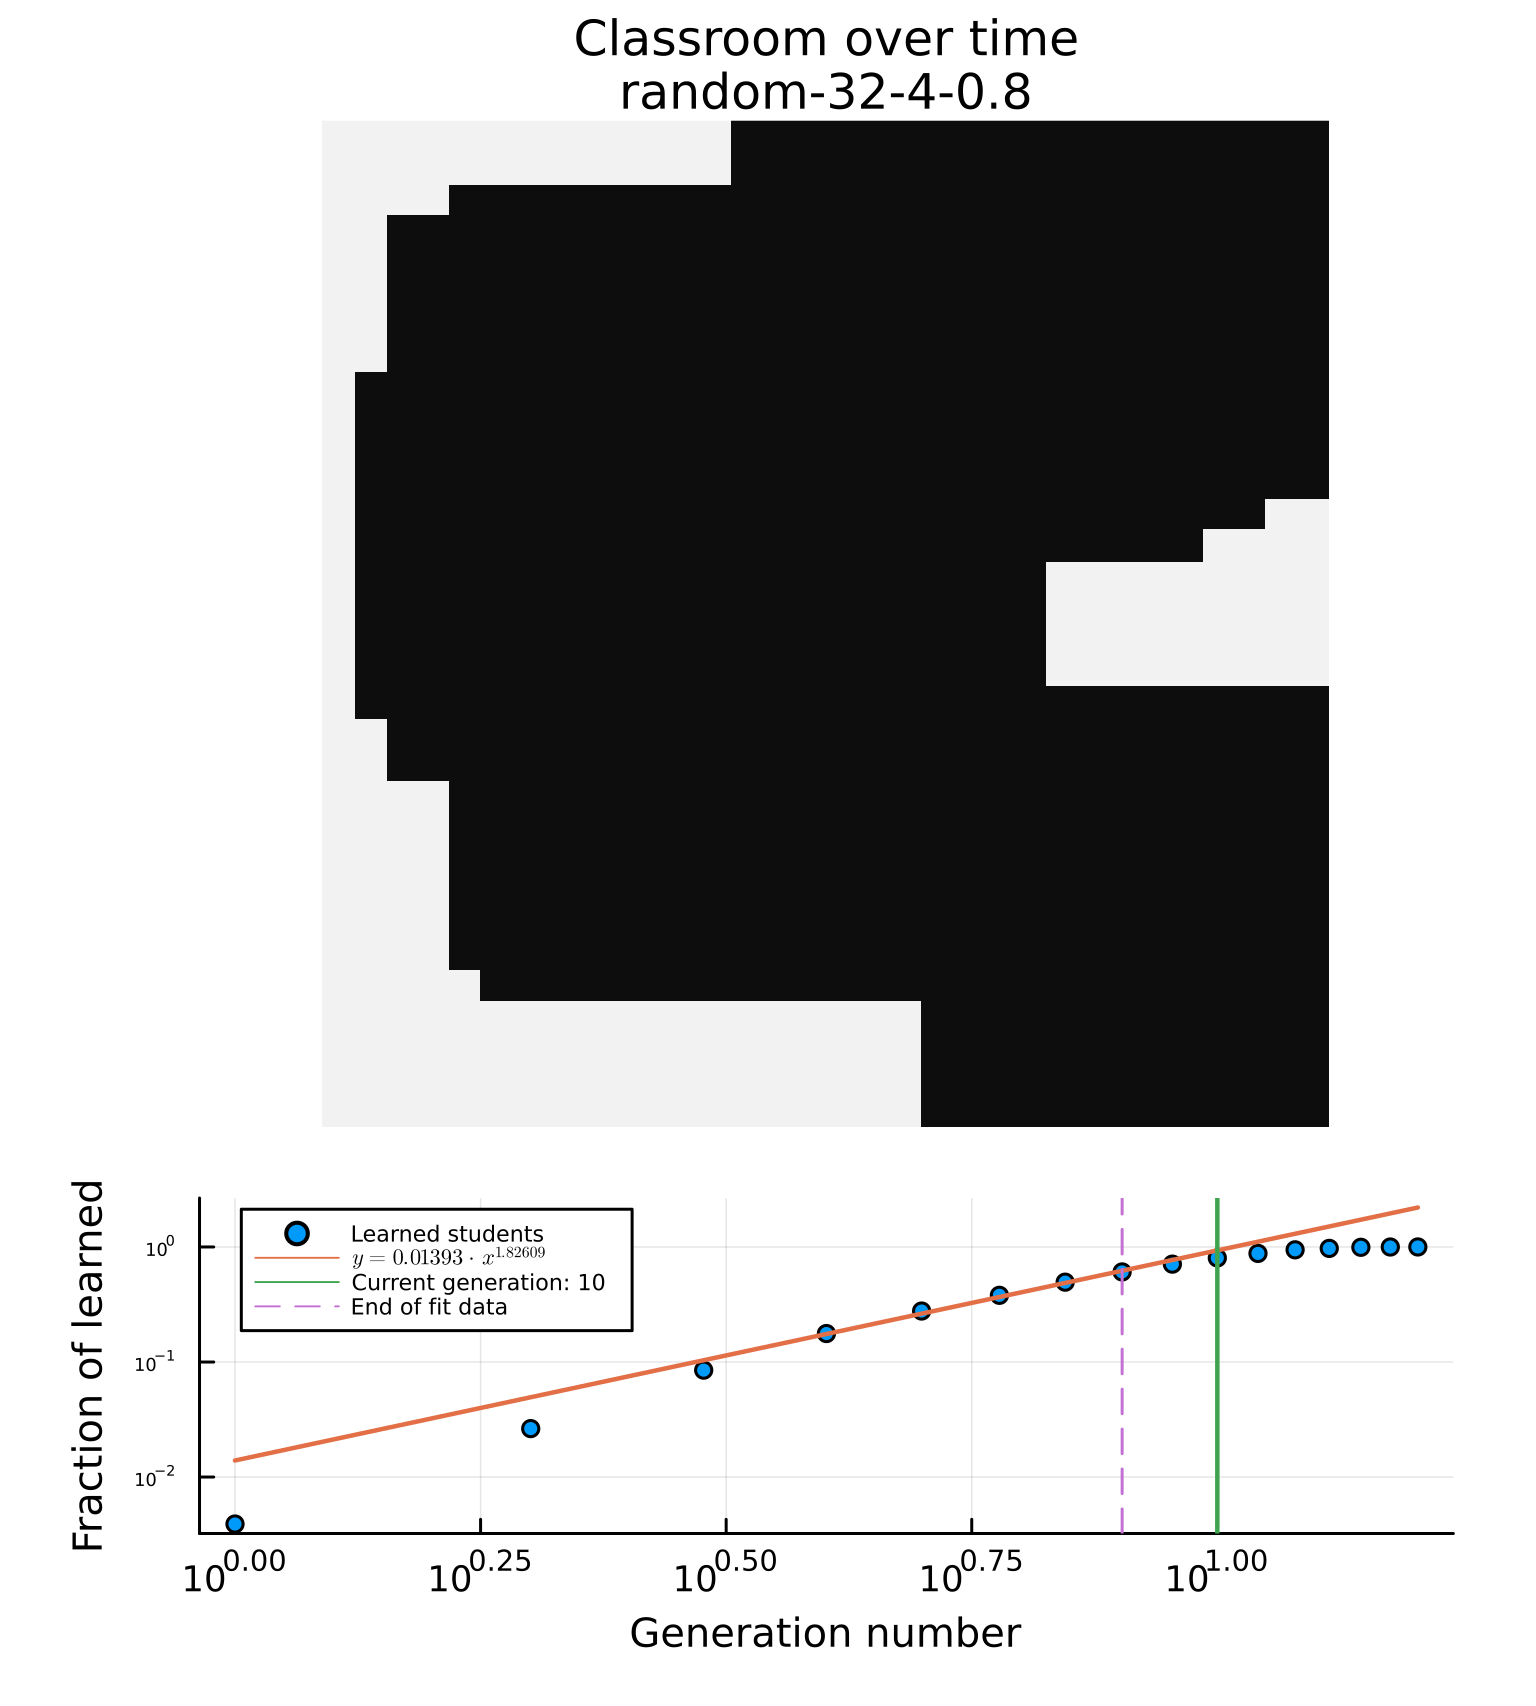 Classroom over time
random-32-4-0.8
Fraction of learned
10⁰
10⁻¹
10⁻²
Learned students
y = 0.01393 · x^1.82609
Current generation: 10
End of fit data
10^0.00 10^0.25 10^0.50 10^0.75 10^1.00
Generation number